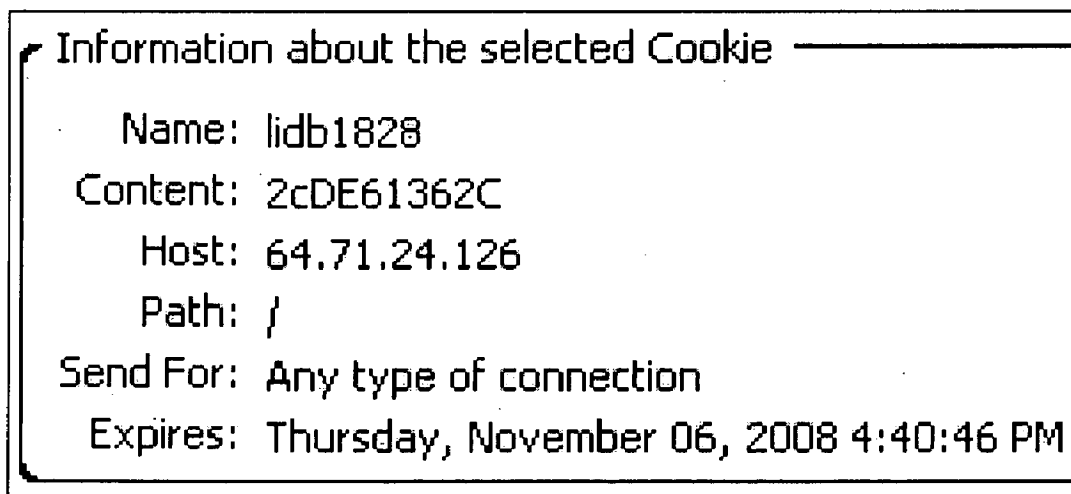 Information about the selected Cookie
Name: lidb1828
Content: 2cDE61362C
Host: 64.71.24.126
Path: /
Send For: Any type of connection
Expires: Thursday, November 06, 2008 4:40:46 PM